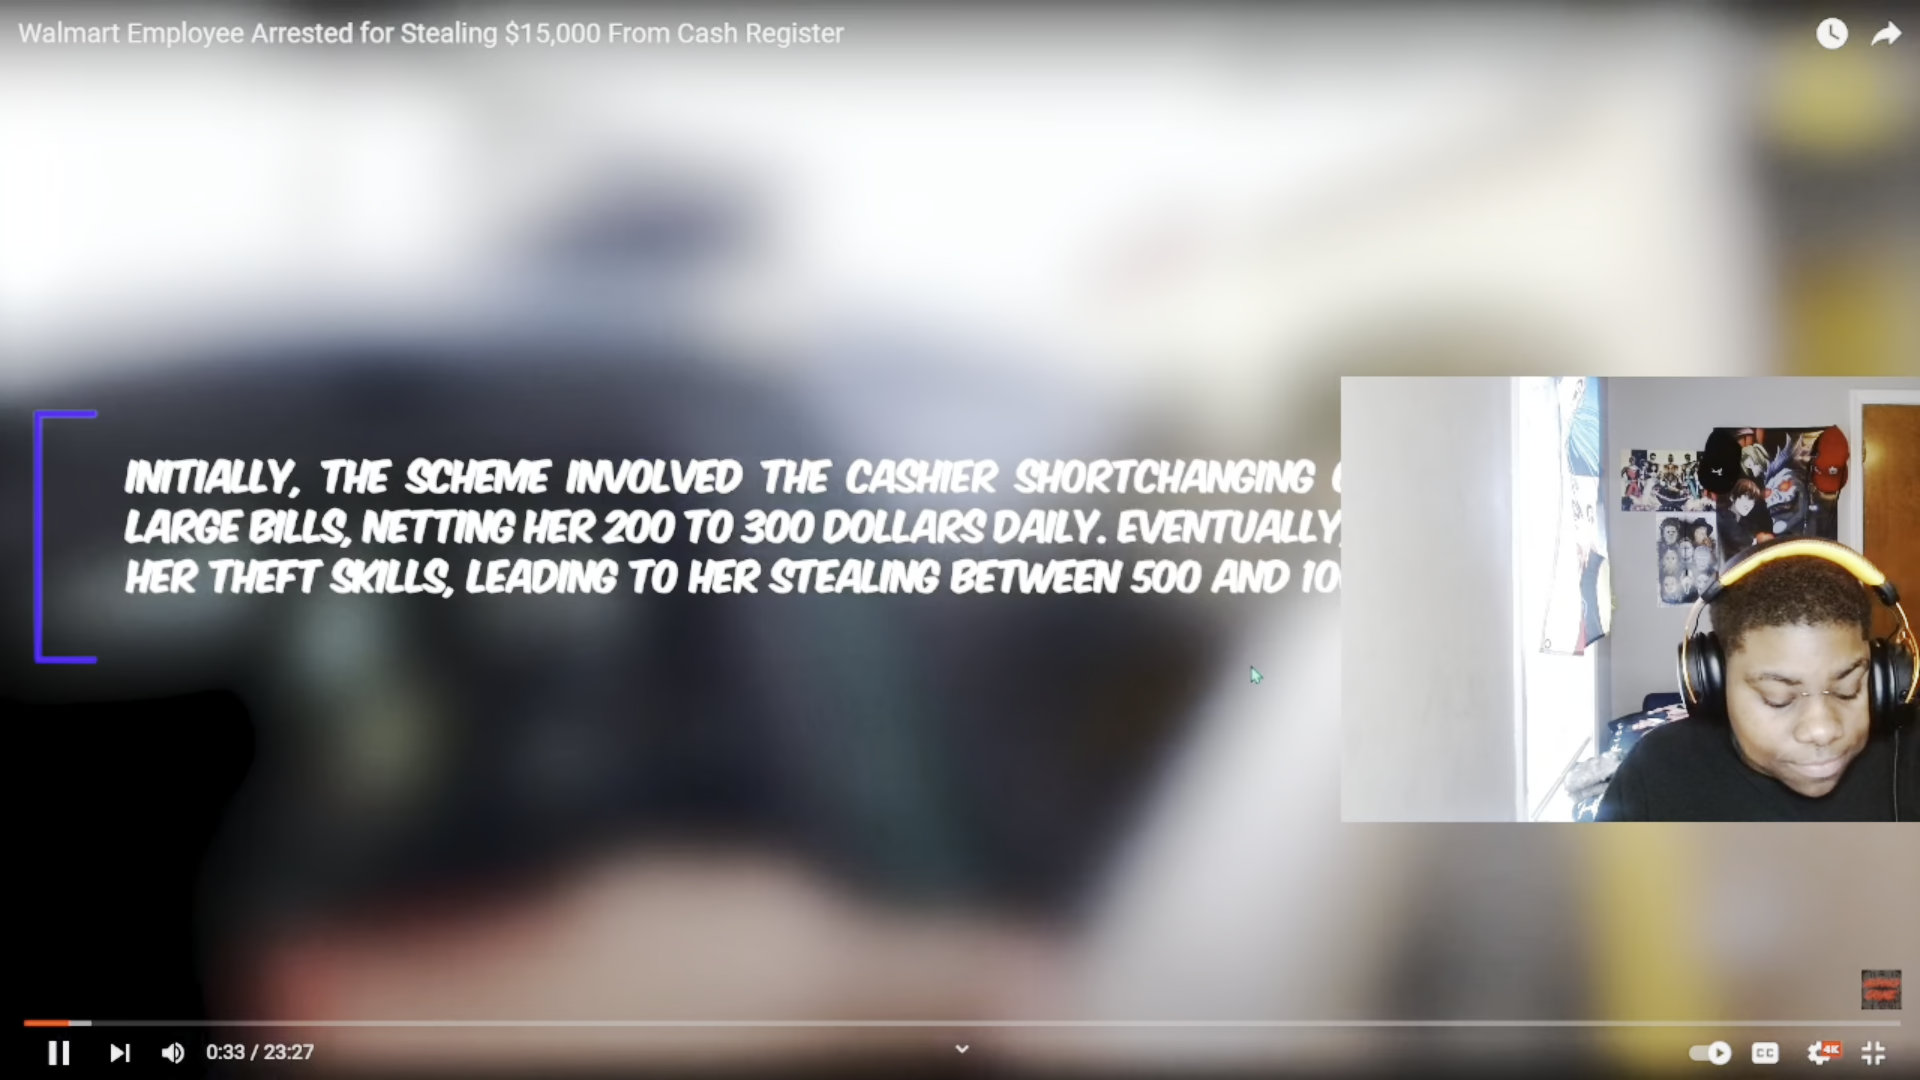 Walmart Employee Arrested for Stealing $15,000 From Cash Register
INITIALLY, THE SCHEME INVOLVED THE CASHIER SHORTCHANGING
LARGE BILLS, NETTING HER 200 TO 300 DOLLARS DAILY. EVENTUALLY,
HER THEFT SKILLS, LEADING TO HER STEALING BETWEEN 500 AND
0:33 / 23:27
CC
4K